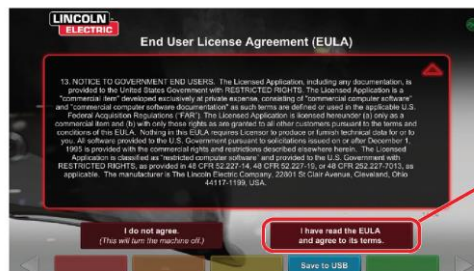 LINCOLN
ELECTRIC
End User License Agreement (EULA)
13. NOTICE TO GOVERNMENT END USERS. The Licensed Application, including any documentation, is
provided to the United States Government with RESTRICTED RIGHTS. The Licensed Application is a
"commercial item" developed exclusively at private expense, consisting of "commercial computer software"
and "commercial computer software documentation" as such terms are defined or used in the applicable U.S.
Federal Acquisition Regulations ("FAR"). The Licensed Application is licensed hereunder (a) only as a
commercial item and (b) with only those rights as are granted to all other customers pursuant to the terms and
conditions of this EULA. Nothing in this EULA requires Licensor to produce or furnish technical data for or to
you. All software provided to the U.S. Government pursuant to solicitations issued on or after December 1,
1995 is provided with the commercial rights and restrictions described elsewhere herein. The Licensed
Application is classified as "restricted computer software" and provided to the U.S. Government with
RESTRICTED RIGHTS, as provided in 48 CFR 52.227-14, 48 CFR 52.227-19, or 48 CFR 252.227-7013, as
applicable. The manufacturer is The Lincoln Electric Company, 22801 St Clair Avenue, Cleveland, Ohio
44117-1199, USA.
I do not agree.
(This will turn the machine off.)
I have read the EULA
and agree to its terms.
Save to USB